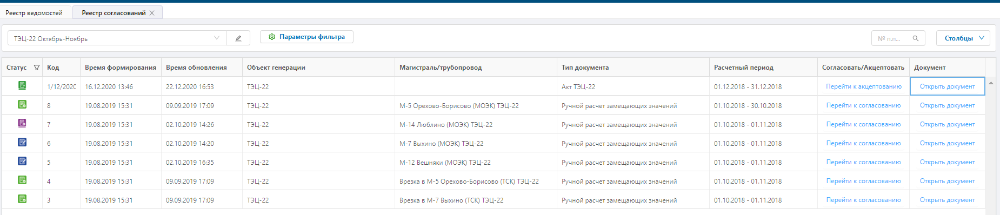 Реестр ведомостей Реестр согласований
ТЭЦ-22 Октябрь-Ноябрь Параметры фильтра № п.п... Столбцы
Статус Код Время формирования Время обновления Объект генерации Магистраль/трубопровод Тип документа Расчетный период Согласовать/Акцептовать Документ
1/12/2020 16.12.2020 13:46 22.12.2020 16:53 ТЭЦ-22 Акт ТЭЦ-22 01.12.2018 - 31.12.2018 Перейти к акцептованию Открыть документ
8 19.08.2019 15:31 09.09.2019 17:09 ТЭЦ-22 М-5 Орехово-Борисово (МОЭК) ТЭЦ-22 Ручной расчет замещающих значений 01.10.2018 - 30.10.2018 Перейти к согласованию Открыть документ
7 19.08.2019 15:31 02.10.2019 14:26 ТЭЦ-22 М-14 Люблино (МОЭК) ТЭЦ-22 Ручной расчет замещающих значений 01.10.2018 - 01.11.2018 Перейти к согласованию Открыть документ
6 19.08.2019 15:31 02.10.2019 14:20 ТЭЦ-22 М-7 Выхино (МОЭК) ТЭЦ-22 Ручной расчет замещающих значений 01.10.2018 - 01.11.2018 Перейти к согласованию Открыть документ
5 19.08.2019 15:31 02.10.2019 16:35 ТЭЦ-22 М-12 Вешняки (МОЭК) ТЭЦ-22 Ручной расчет замещающих значений 01.10.2018 - 01.11.2018 Перейти к согласованию Открыть документ
4 19.08.2019 15:31 09.09.2019 17:09 ТЭЦ-22 Врезка в М-5 Орехово-Борисово (ТСК) ТЭЦ-22 Ручной расчет замещающих значений 01.10.2018 - 01.11.2018 Перейти к согласованию Открыть документ
3 19.08.2019 15:31 09.09.2019 17:09 ТЭЦ-22 Врезка в М-7 Выхино (ТСК) ТЭЦ-22 Ручной расчет замещающих значений 01.10.2018 - 01.11.2018 Перейти к согласованию Открыть документ